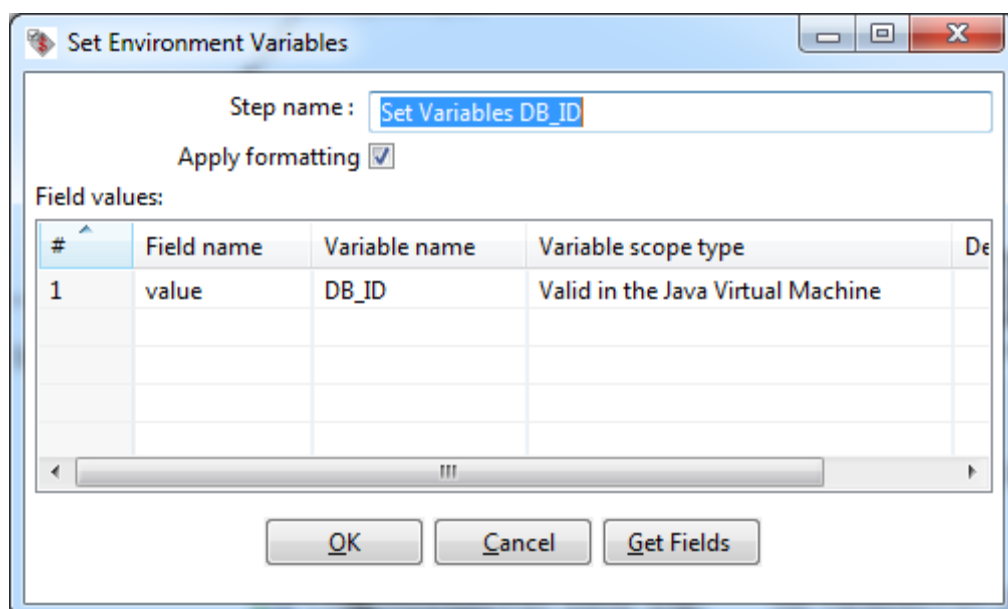 Set Environment Variables
Step name : Set Variables DB_ID
Apply formatting
Field values:
# Field name Variable name Variable scope type De
1 value DB_ID Valid in the Java Virtual Machine
OK Cancel Get Fields